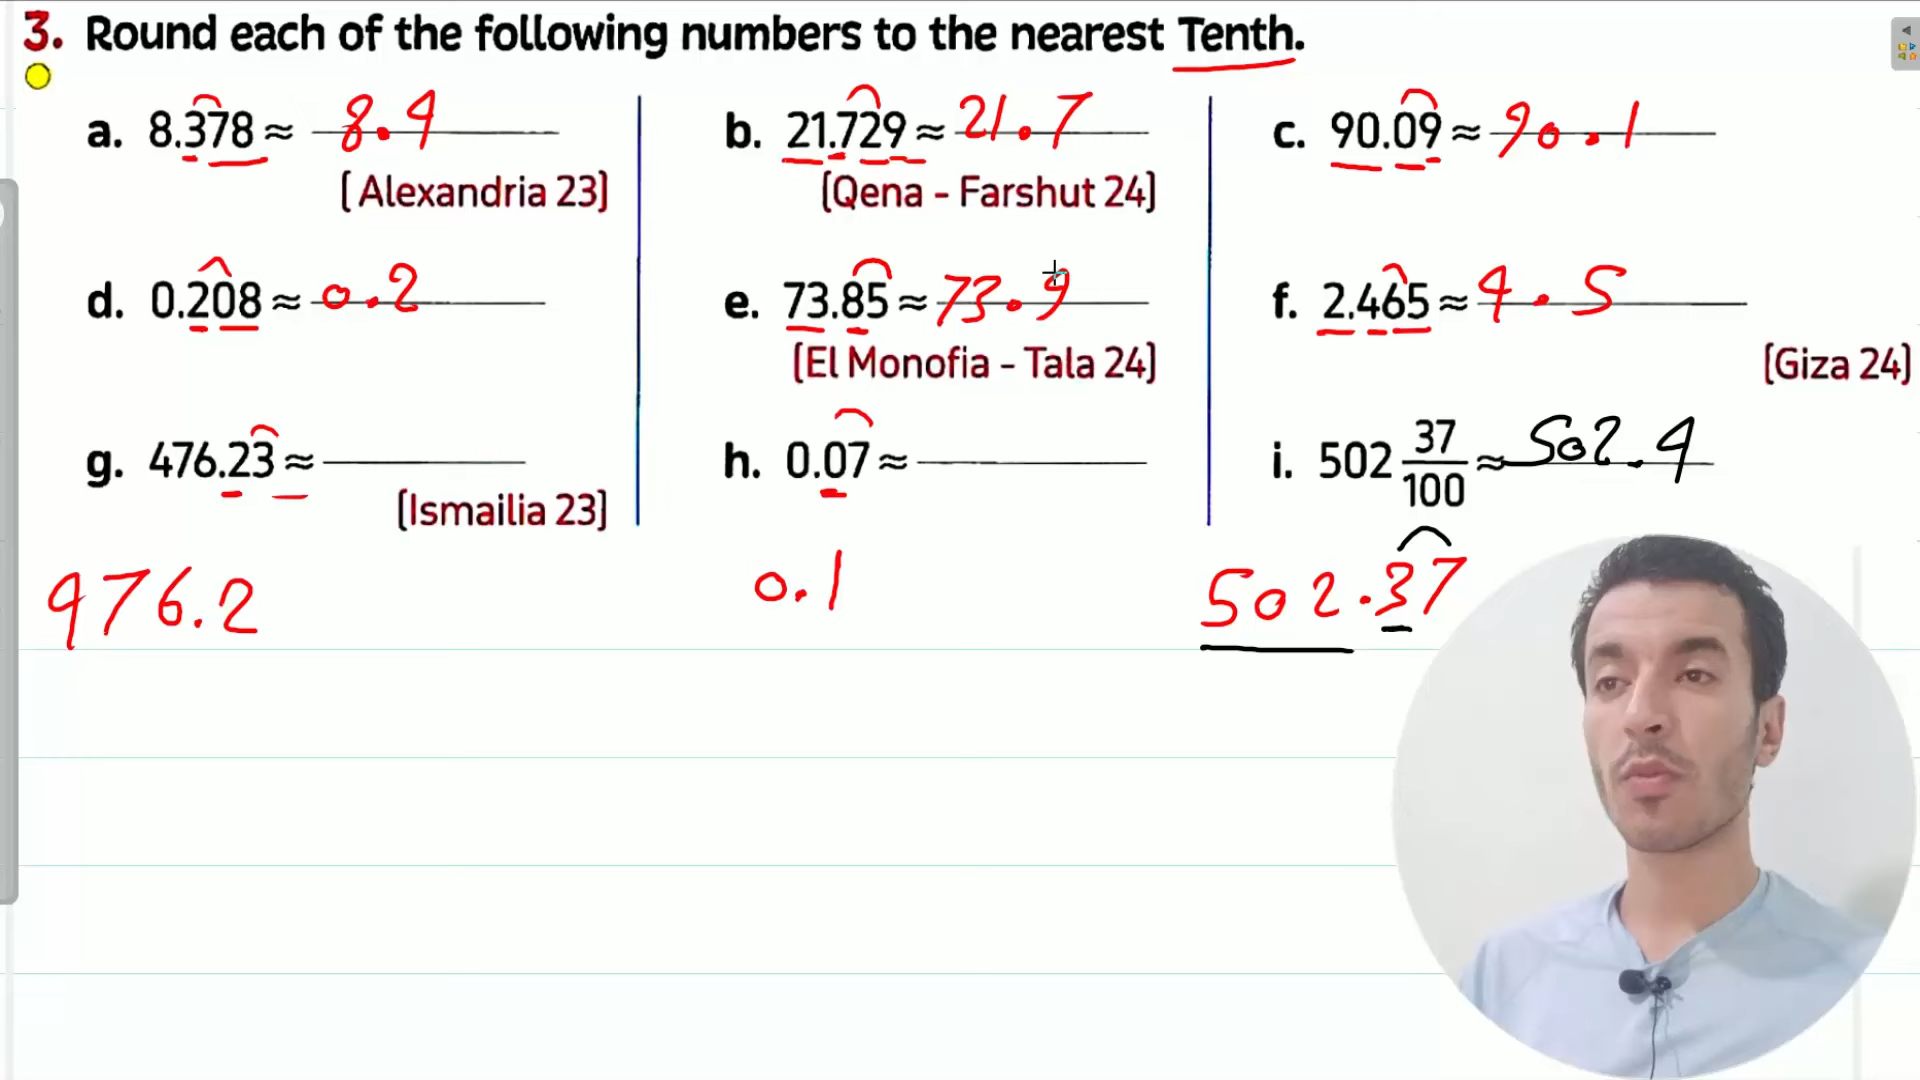 3. Round each of the following numbers to the nearest Tenth.
a. 8.378 ≈ 8.4
b. 21.729 ≈ 21.7
c. 90.09 ≈ 90.1
[ Alexandria 23]
[Qena - Farshut 24]
d. 0.208 ≈ 0.2
e. 73.85 ≈ 73.9
f. 2.465 ≈ 4.5
[El Monofia - Tala 24]
[Giza 24]
g. 476.23 ≈
h. 0.07 ≈
i. 502 37/100 ≈ 502.4
[Ismailia 23]
476.2
0.1
502.37